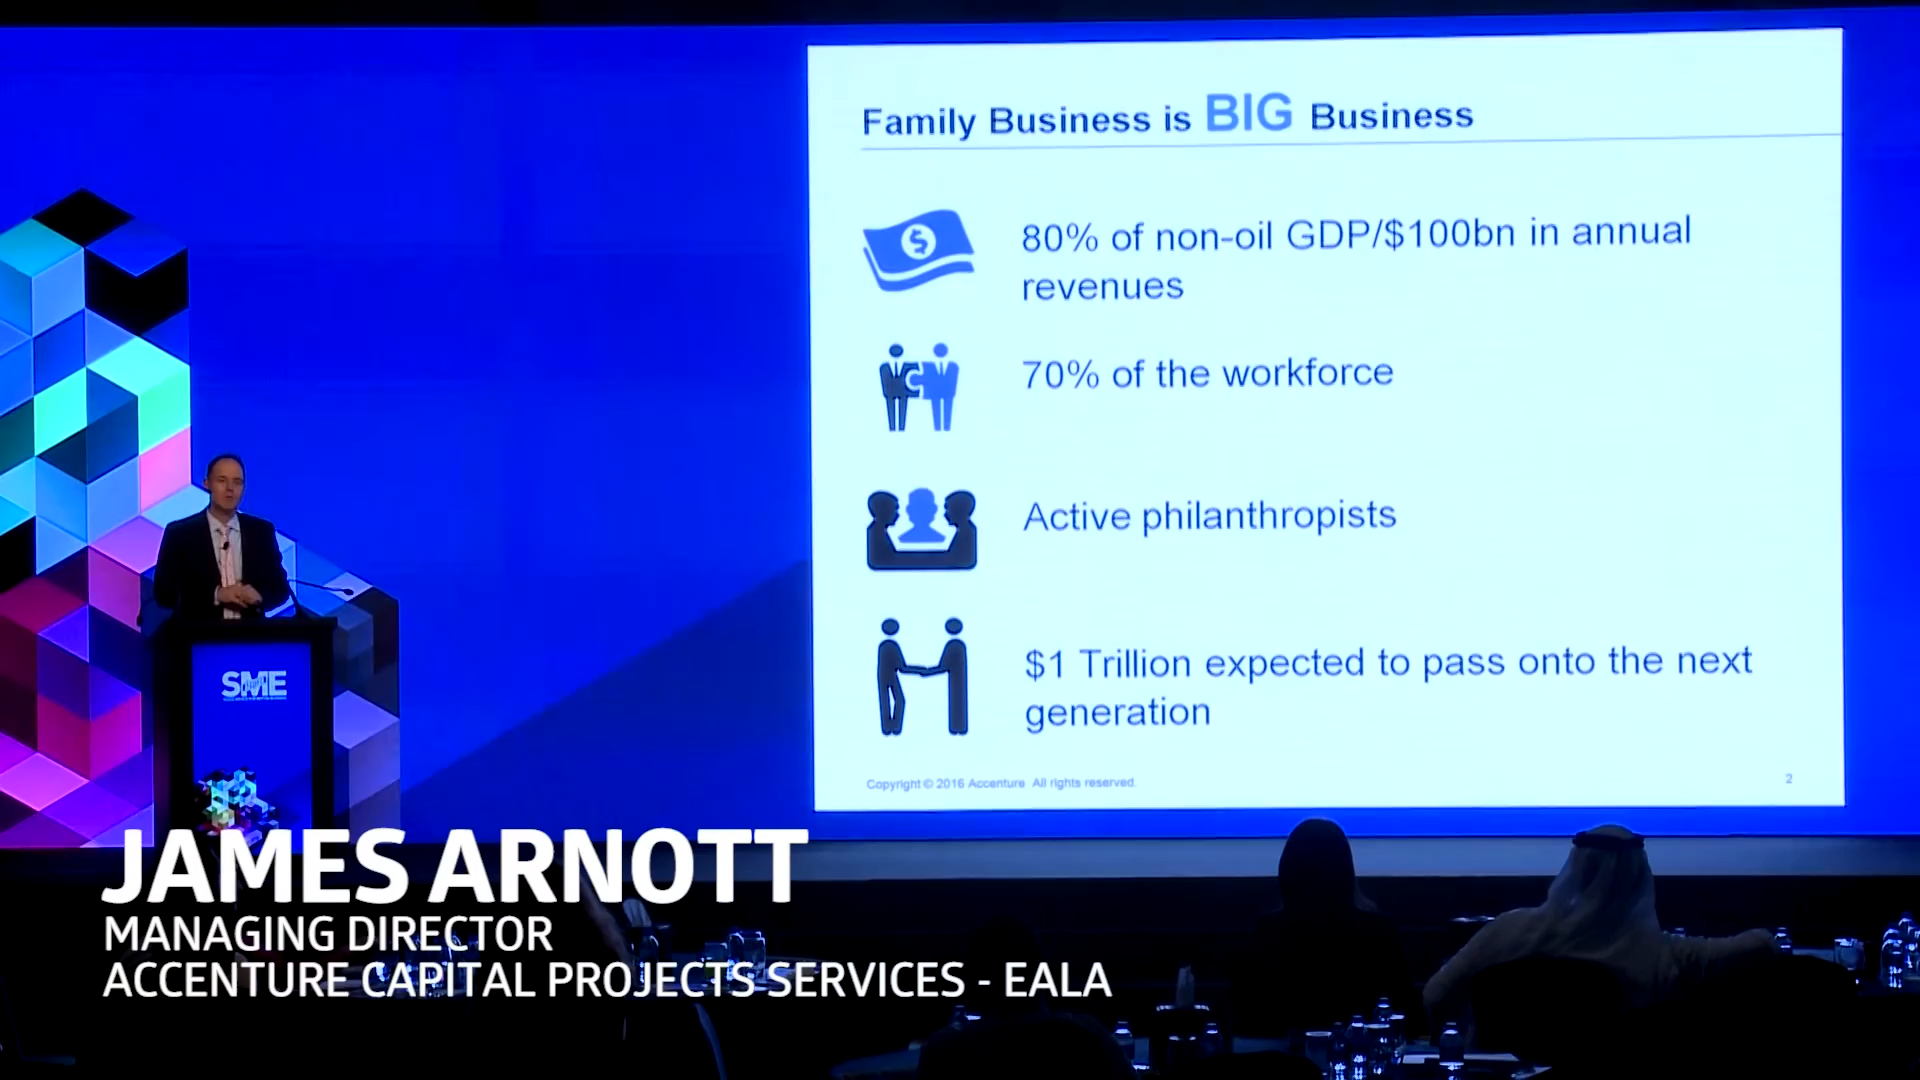 Family Business is BIG Business
80% of non-oil GDP/$100bn in annual
revenues
70% of the workforce
Active philanthropists
$1 Trillion expected to pass onto the next
generation
Copyright © 2016 Accenture All rights reserved.
2
SME
JAMES ARNOTT
MANAGING DIRECTOR
ACCENTURE CAPITAL PROJECTS SERVICES - EALA